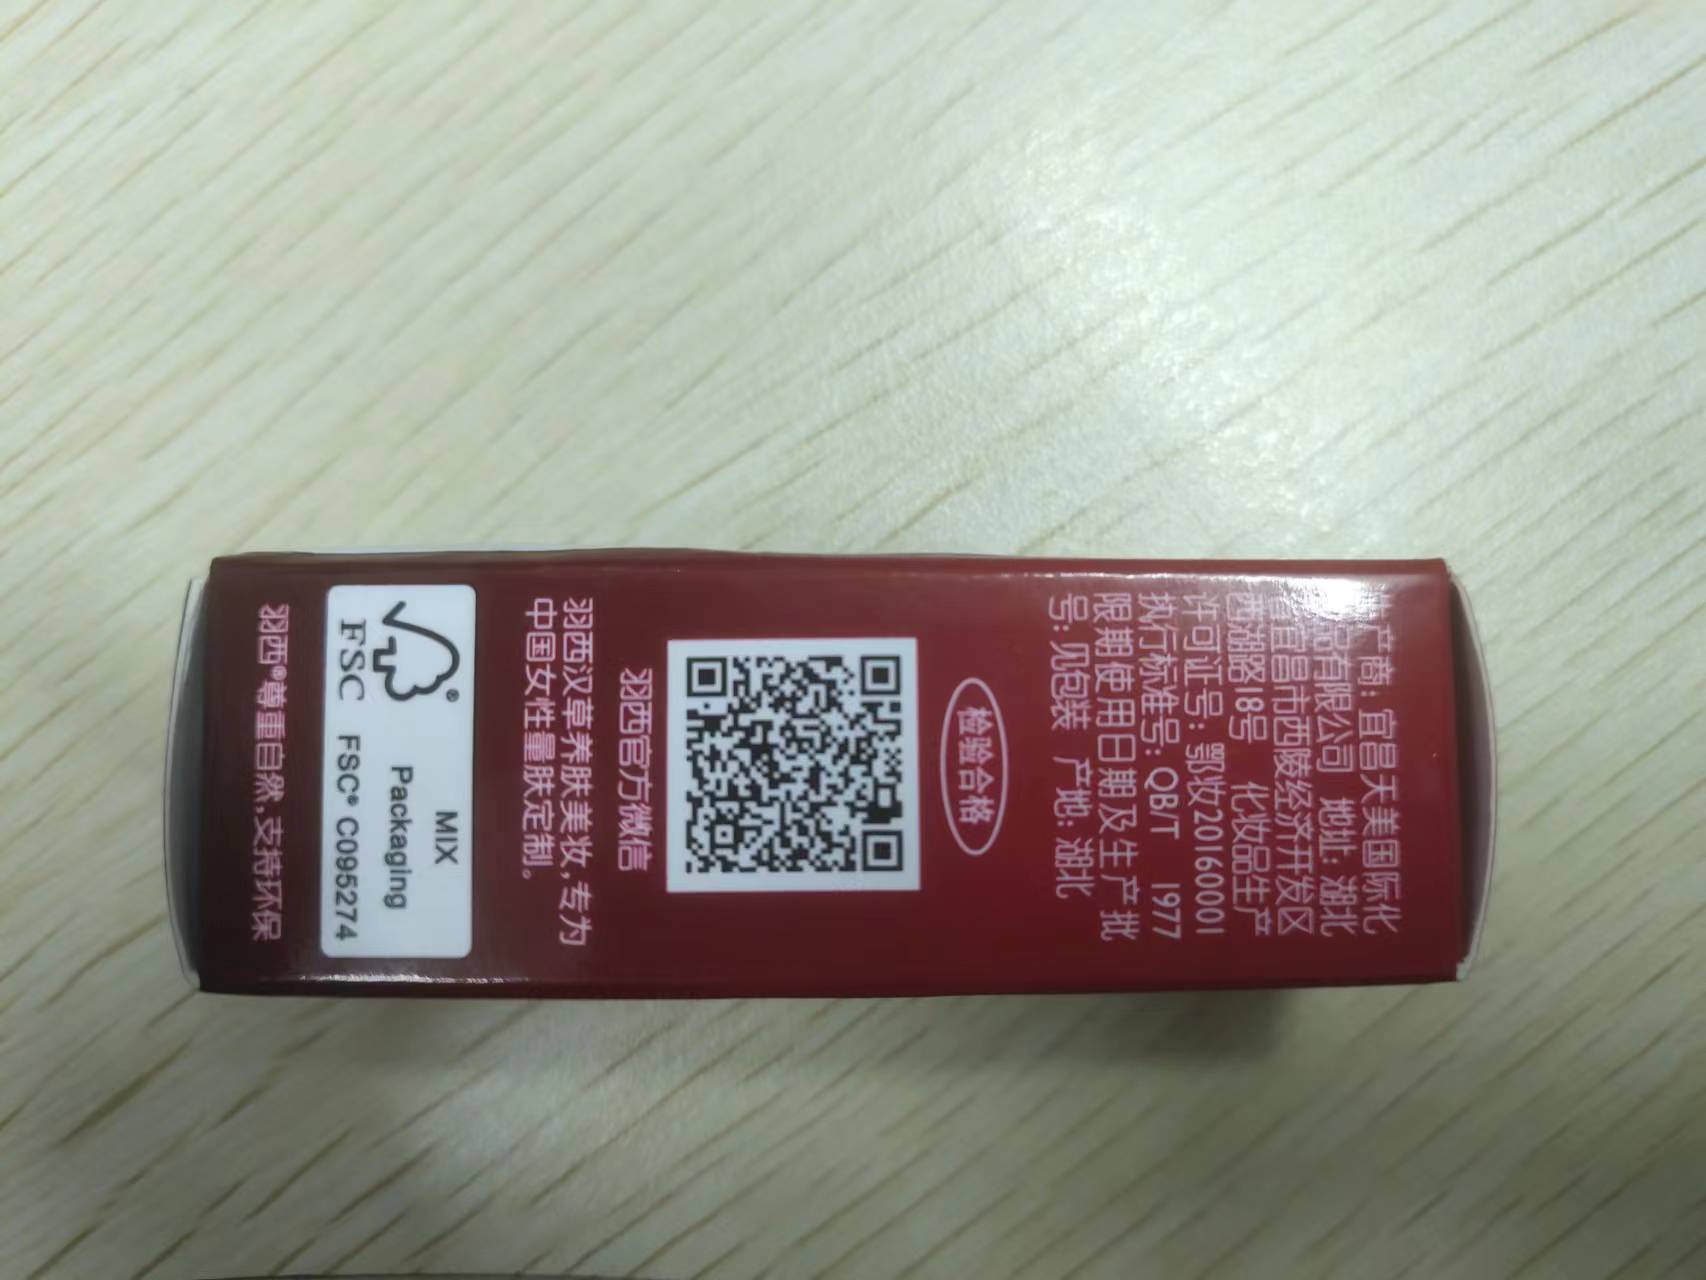 生产商: 宜昌天美国际化
品有限公司 地址: 湖北
省宜昌市西陵经济开发区
西湖路18号 化妆品生产
许可证号: 鄂妆20160001
执行标准号: QB/T 1977
限期使用日期及生产批
号: 见包装 产地: 湖北
检验合格
羽西官方微信
羽西汉草养肤美妆,专为
中国女性量肤定制。
MIX
Packaging
FSC
FSC® C095274
羽西®尊重自然,支持环保